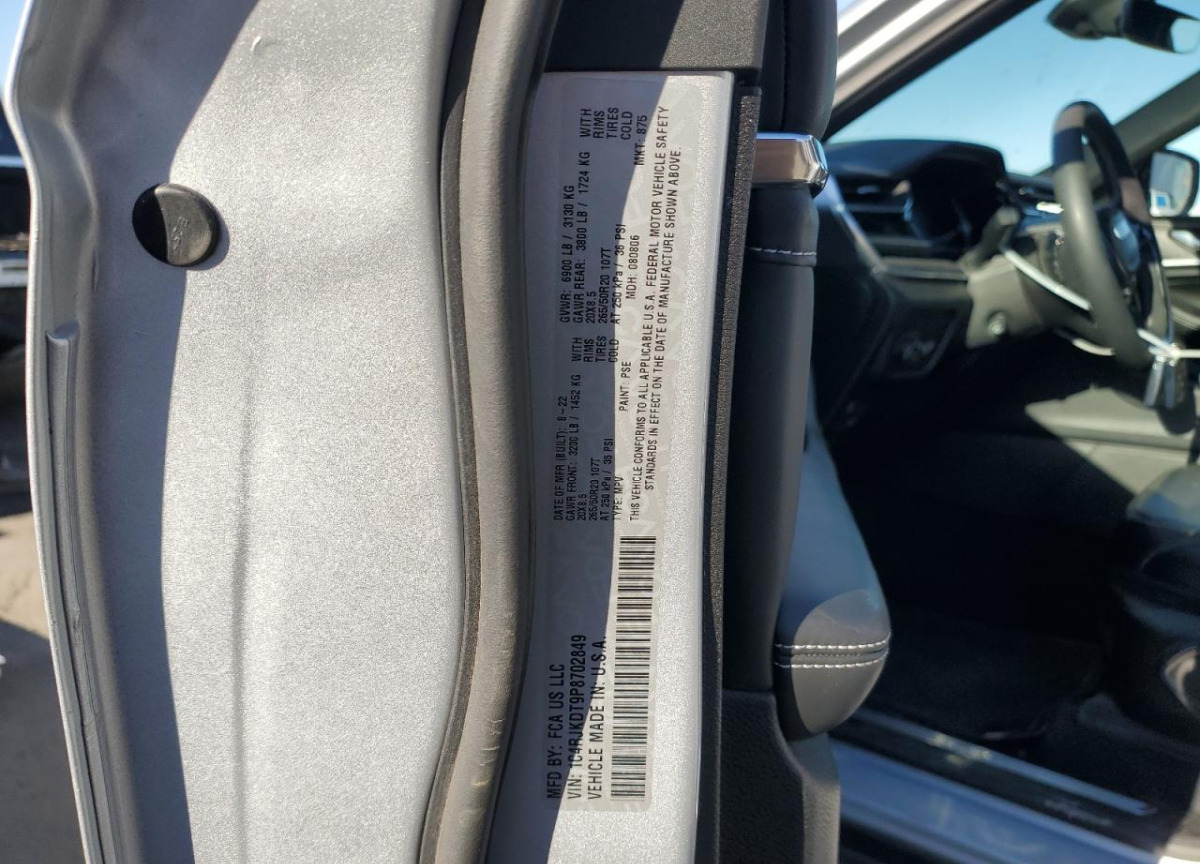 MFD BY: FCA US LLC
VIN: 1C4RJKDT9P8702849
VEHICLE MADE IN: U.S.A.
DATE OF MFR (BUILT): 8-22
GVWR: 6900 LB / 3130 KG
GAWR FRONT: 3200 LB / 1452 KG WITH
GAWR REAR: 3800 LB / 1724 KG WITH
20X8.5 RIMS
20X8.5 RIMS
265/50R20 107T TIRES
265/50R20 107T TIRES
AT 250 kPa / 36 PSI COLD
AT 250 kPa / 36 PSI COLD
TYPE: MPV PAINT: PSE MDH: 080806 MKT: 875
THIS VEHICLE CONFORMS TO ALL APPLICABLE U.S.A. FEDERAL MOTOR VEHICLE SAFETY
STANDARDS IN EFFECT ON THE DATE OF MANUFACTURE SHOWN ABOVE.